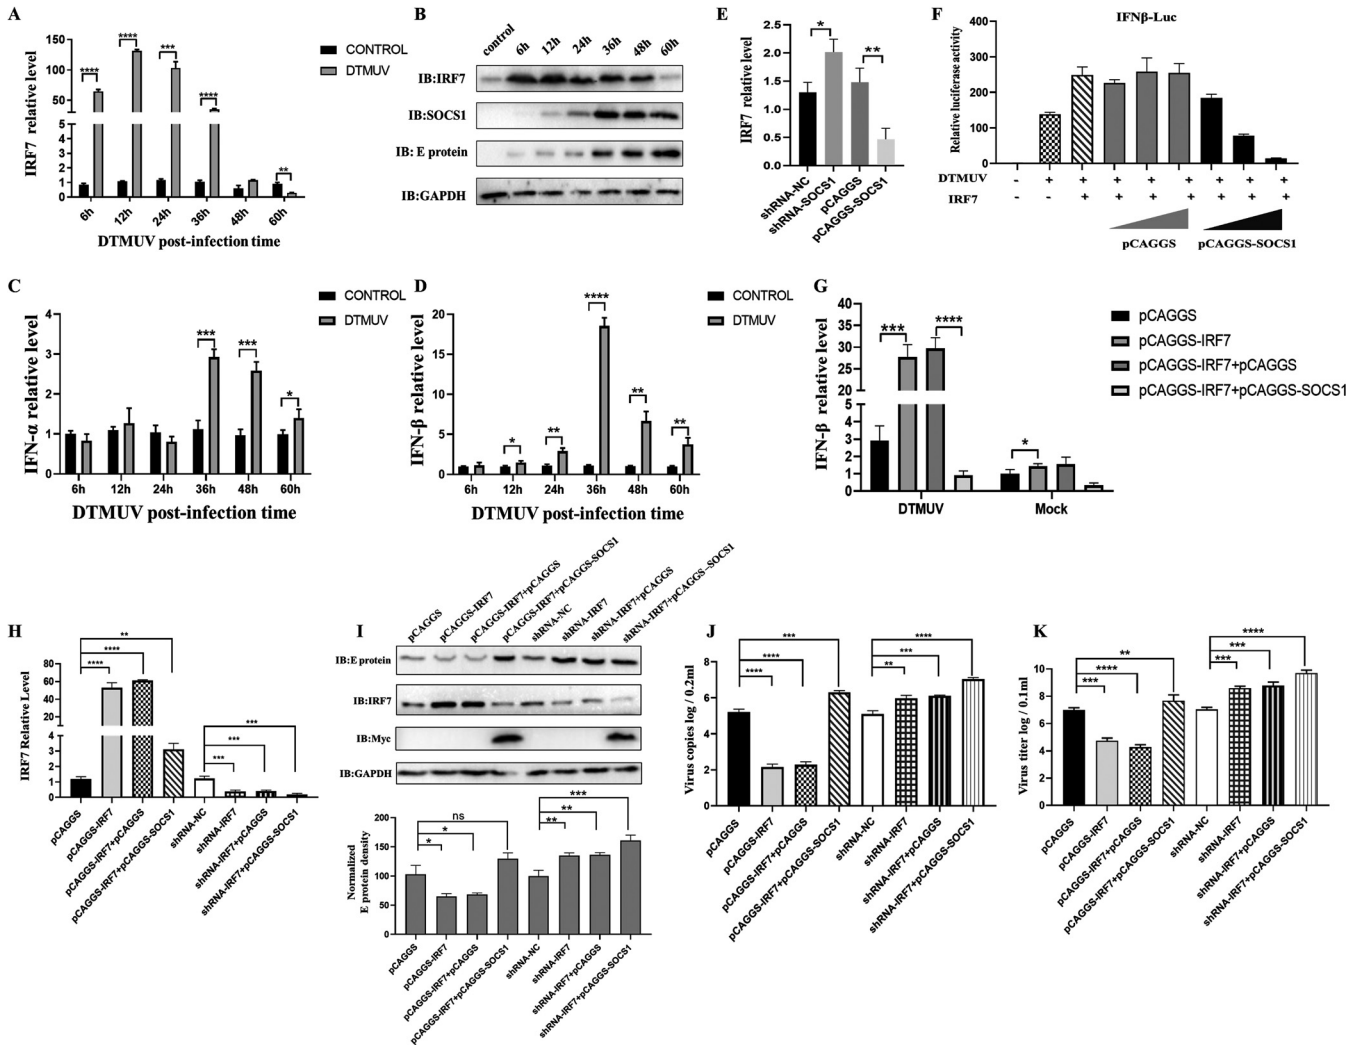 A
IRF7 relative level
150
125
100
75
50
5
4
3
2
1
0
****
****
***
****
**
6h
12h
24h
36h
48h
60h
DTMUV post-infection time
CONTROL
DTMUV
B
control
6h
12h
24h
36h
48h
60h
IB:IRF7
IB:SOCS1
IB: E protein
IB:GAPDH
E
IRF7 relative level
2.5
2.0
1.5
1.0
0.5
0.0
*
**
shRNA-NC
shRNA-SOCS1
pCAGGS
pCAGGS-SOCS1
F
IFNβ-Luc
Relative luciferase activity
400
300
200
100
0
DTMUV - + + + + + + + +
IRF7 - - + + + + + + +
pCAGGS
pCAGGS-SOCS1
C
IFN-α relative level
4
3
2
1
0
***
***
*
6h
12h
24h
36h
48h
60h
DTMUV post-infection time
CONTROL
DTMUV
D
IFN-β relative level
20
15
10
5
0
*
**
****
**
**
6h
12h
24h
36h
48h
60h
DTMUV post-infection time
CONTROL
DTMUV
G
IFN-β relative level
40
35
30
25
20
5
4
3
2
1
0
***
****
*
DTMUV
Mock
pCAGGS
pCAGGS-IRF7
pCAGGS-IRF7+pCAGGS
pCAGGS-IRF7+pCAGGS-SOCS1
H
IRF7 Relative Level
80
60
40
20
4
3
2
1
0
**
****
****
***
***
***
pCAGGS
pCAGGS-IRF7
pCAGGS-IRF7+pCAGGS
pCAGGS-IRF7+pCAGGS-SOCS1
shRNA-NC
shRNA-IRF7
shRNA-IRF7+pCAGGS
shRNA-IRF7+pCAGGS-SOCS1
I
pCAGGS
pCAGGS-IRF7
pCAGGS-IRF7+pCAGGS
pCAGGS-IRF7+pCAGGS-SOCS1
shRNA-NC
shRNA-IRF7
shRNA-IRF7+pCAGGS
shRNA-IRF7+pCAGGS-SOCS1
IB:E protein
IB:IRF7
IB:Myc
IB:GAPDH
Normalized
E protein density
200
150
100
50
0
ns
*
*
***
**
**
pCAGGS
pCAGGS-IRF7
pCAGGS-IRF7+pCAGGS
pCAGGS-IRF7+pCAGGS-SOCS1
shRNA-NC
shRNA-IRF7
shRNA-IRF7+pCAGGS
shRNA-IRF7+pCAGGS-SOCS1
J
Virus copies log / 0.2ml
8
6
4
2
0
***
****
****
****
***
**
pCAGGS
pCAGGS-IRF7
pCAGGS-IRF7+pCAGGS
pCAGGS-IRF7+pCAGGS-SOCS1
shRNA-NC
shRNA-IRF7
shRNA-IRF7+pCAGGS
shRNA-IRF7+pCAGGS-SOCS1
K
Virus titer log / 0.1ml
10
8
6
4
2
0
**
****
***
****
***
***
pCAGGS
pCAGGS-IRF7
pCAGGS-IRF7+pCAGGS
pCAGGS-IRF7+pCAGGS-SOCS1
shRNA-NC
shRNA-IRF7
shRNA-IRF7+pCAGGS
shRNA-IRF7+pCAGGS-SOCS1